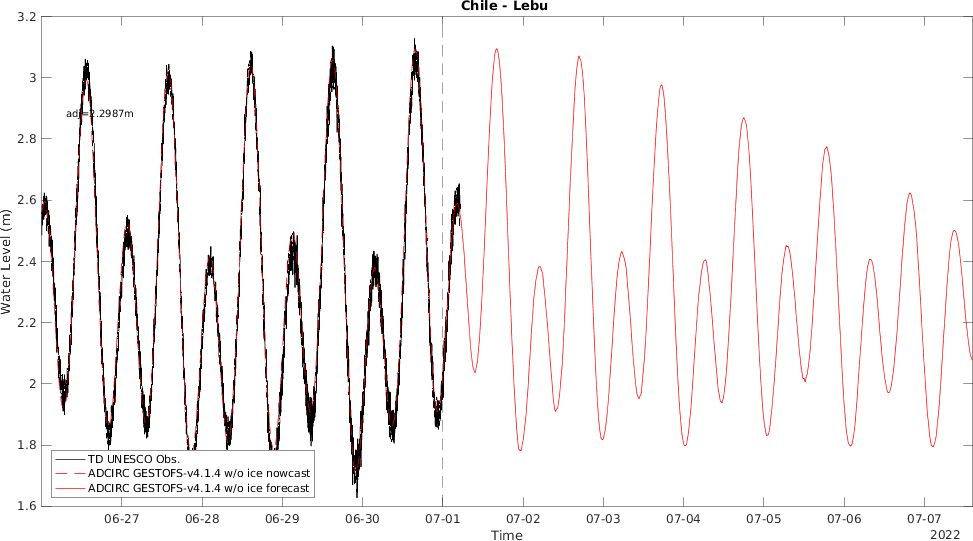 Chile - Lebu
Water Level (m)
3.2
3
2.8
2.6
2.4
2.2
2
1.8
1.6
adj=2.2987m
TD UNESCO Obs.
ADCIRC GESTOFS-v4.1.4 w/o ice nowcast
ADCIRC GESTOFS-v4.1.4 w/o ice forecast
06-27 06-28 06-29 06-30 07-01 07-02 07-03 07-04 07-05 07-06 07-07
2022
Time